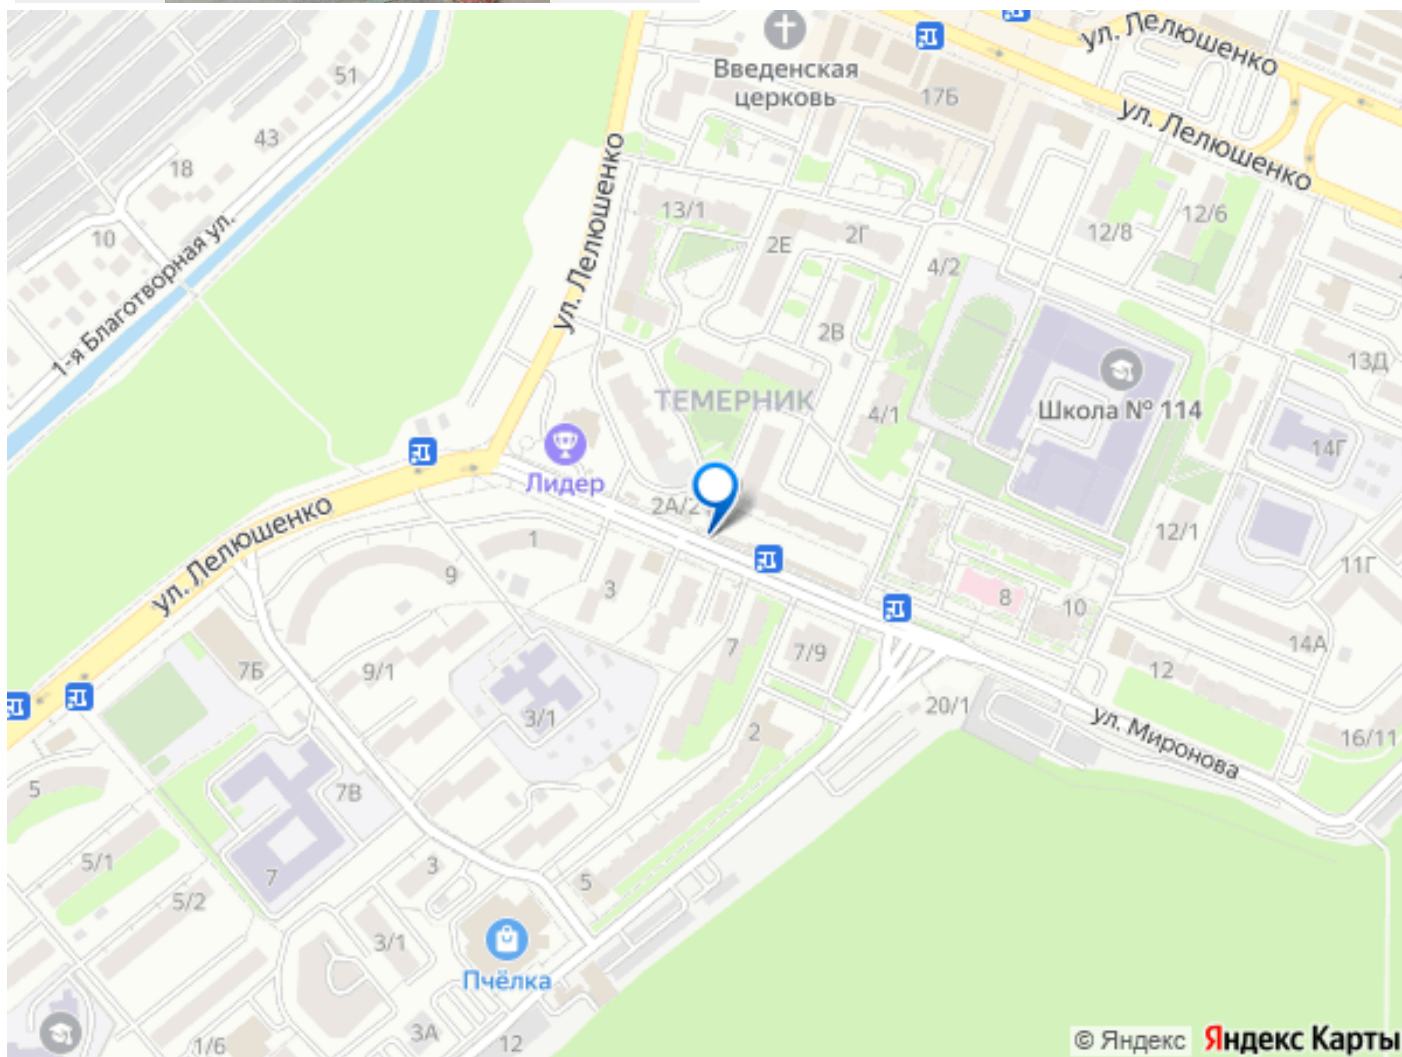 ул. Лелюшенко
Введенская
церковь
17Б
51
43
18
10
1-я Благотворная ул.
ул. Лелюшенко
ул. Лелюшенко
13/1
2Е
2Г
4/2
12/8
12/6
2В
13Д
ТЕМЕРНИК
4/1
Школа № 114
14Г
Лидер
2А/2
12/1
11Г
ул. Лелюшенко
1
9
3
8
10
7
7/9
14А
12
7Б
9/1
3/1
20/1
2
ул. Миронова
16/11
5
7В
5/1
7
3
5
5/2
3/1
Пчёлка
3А
12
1/6
© Яндекс Яндекс Карты